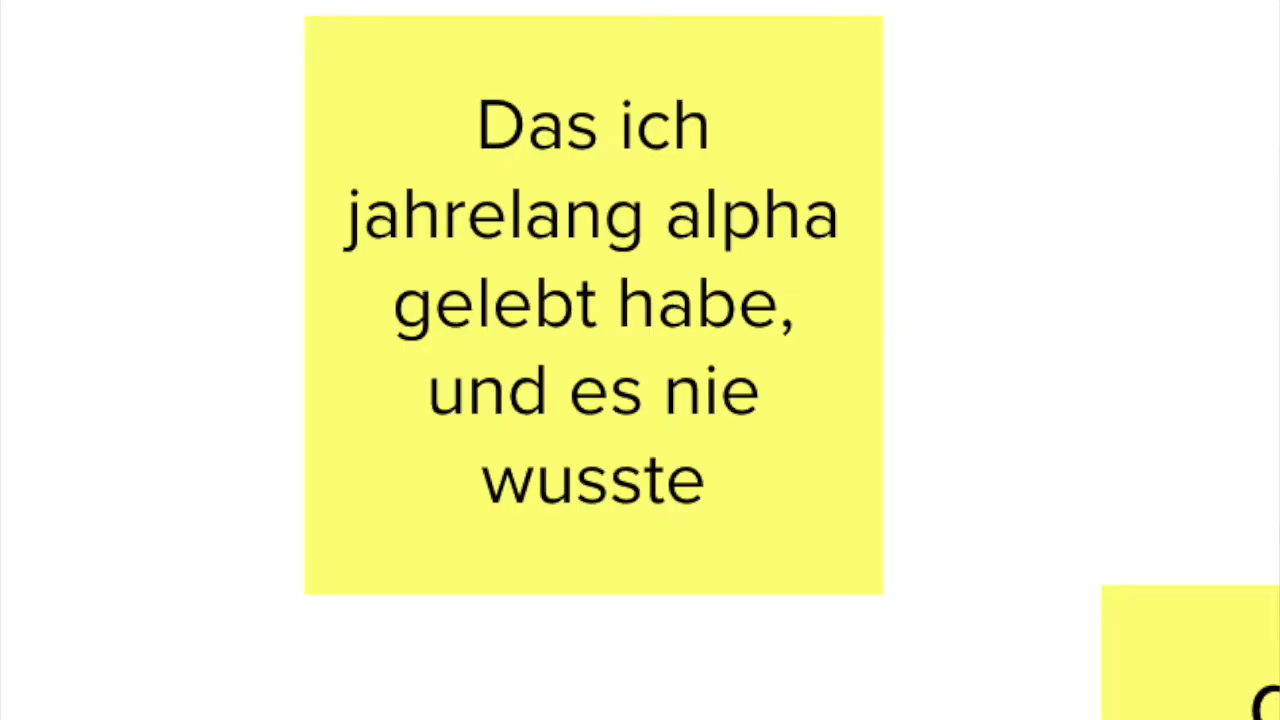 Das ich
jahrelang alpha
gelebt habe,
und es nie
wusste